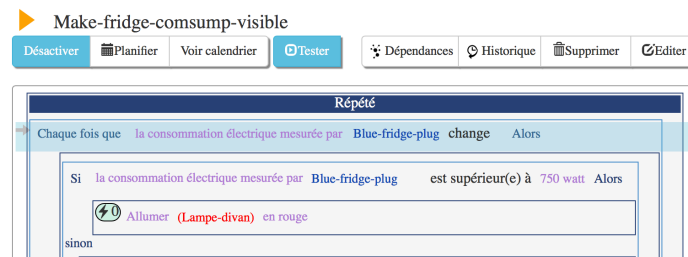 Make-fridge-comsump-visible
Désactiver Planifier Voir calendrier Tester Dépendances Historique Supprimer Editer
Répété
Chaque fois que la consommation électrique mesurée par Blue-fridge-plug change Alors
Si la consommation électrique mesurée par Blue-fridge-plug est supérieur(e) à 750 watt Alors
0 Allumer (Lampe-divan) en rouge
sinon